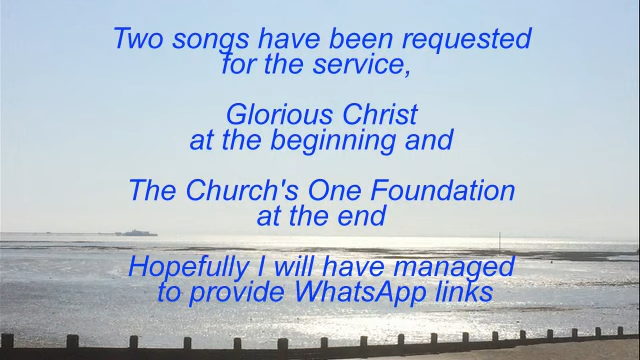 Two songs have been requested
for the service,
Glorious Christ
at the beginning and
The Church's One Foundation
at the end
Hopefully I will have managed
to provide WhatsApp links